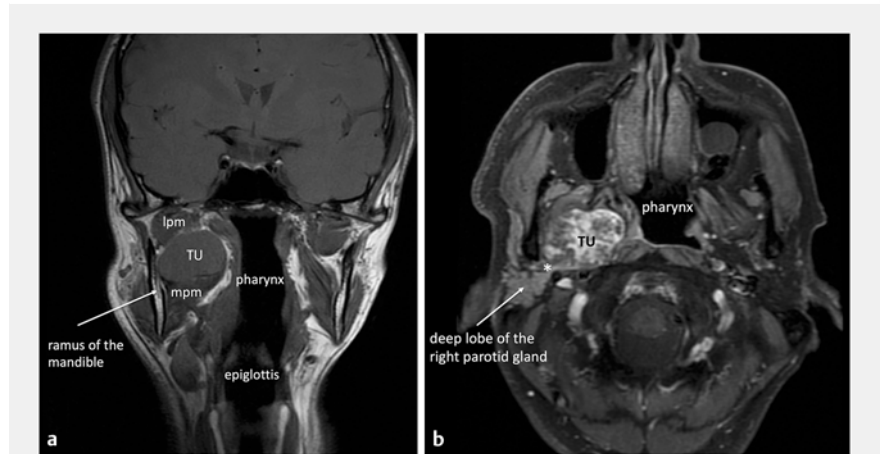 lpm
TU
mpm
pharynx
ramus of the
mandible
epiglottis
a
pharynx
TU
*
deep lobe of the
right parotid gland
b